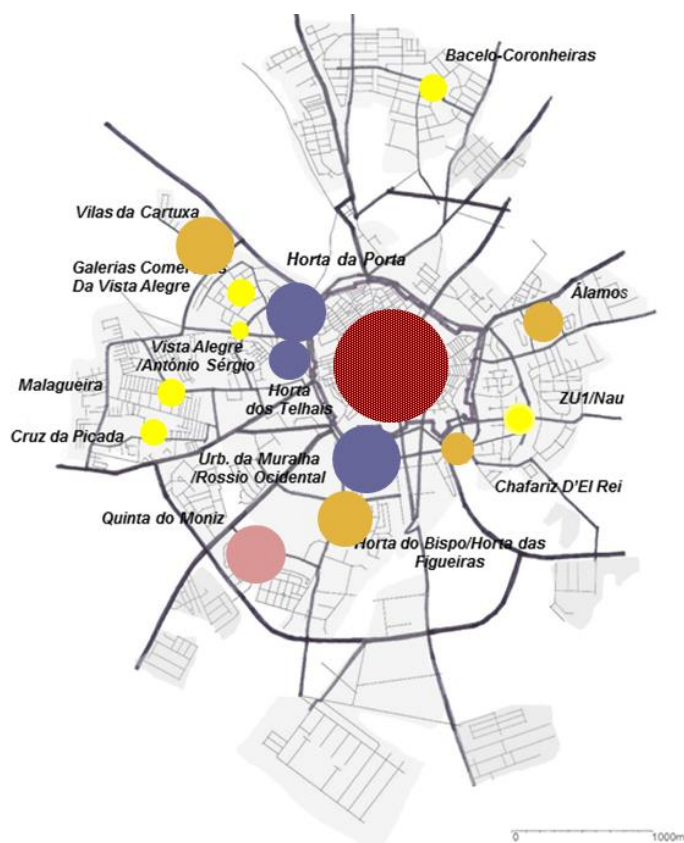 Bacelo-Coronheiras
Vilas da Cartuxa
Horta da Porta
Galerias Comerciais
Da Vista Alegre
Álamos
Vista Alegre
/António Sérgio
Malagueira
Horta
dos Telhais
ZU1/Nau
Cruz da Picada
Urb. da Muralha
/Rossio Ocidental
Chafariz D'El Rei
Quinta do Moniz
Horta do Bispo/Horta das
Figueiras
0 1000m